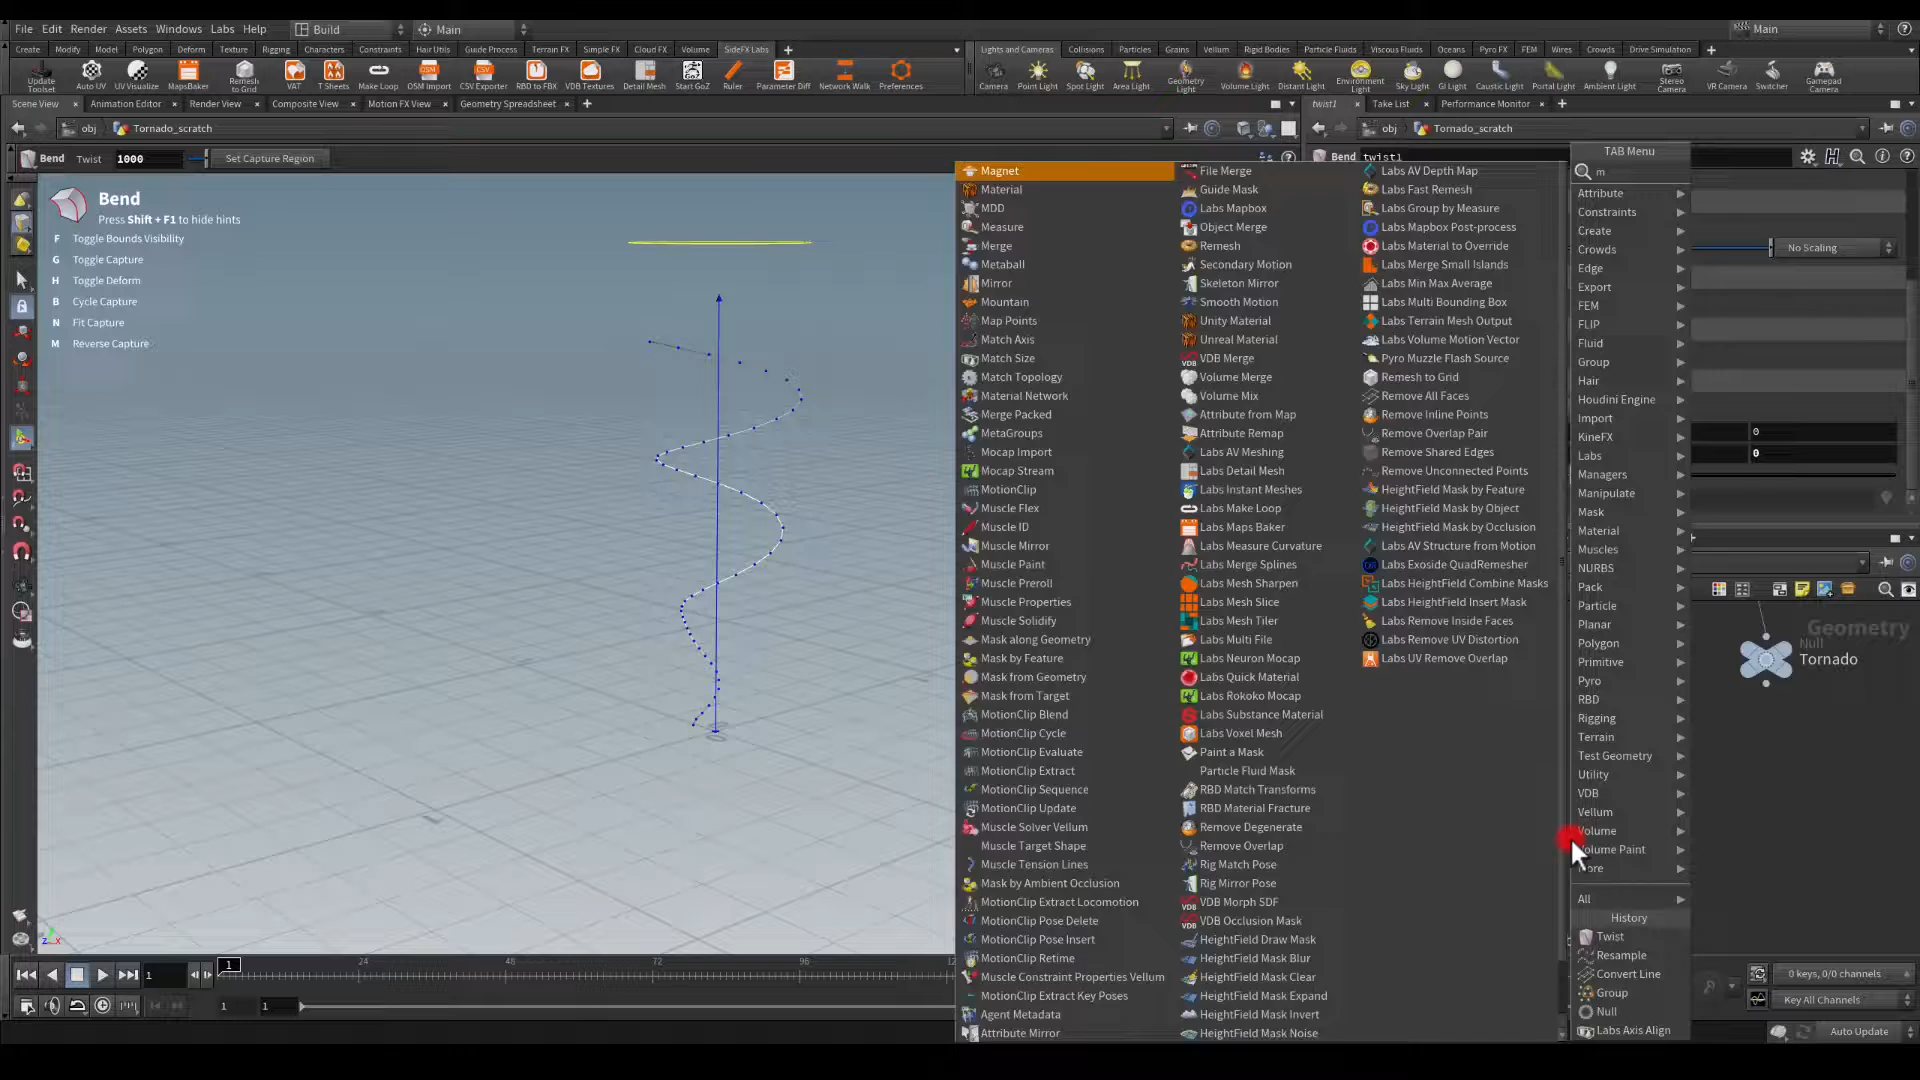 File Edit Render Assets Windows Labs Help Build Main Main
Create Modify Model Polygon Deform Texture Rigging Characters Constraints Hair Utils Guide Process Terrain FX Simple FX Cloud FX Volume SideFX Labs
Lights and Cameras Collisions Particles Grains Vellum Rigid Bodies Particle Fluids Viscous Fluids Oceans Pyro FX FEM Wires Crowds Drive Simulation
Update Toolset Auto UV UV Visualize MapsBaker Remesh to Grid VAT T Sheets Make Loop OSM Import CSV Exporter RBD to FBX VDB Textures Detail Mesh Start GoZ Ruler Parameter Diff Network Walk Preferences
Camera Point Light Spot Light Area Light Geometry Light Volume Light Distant Light Environment Light Sky Light GI Light Caustic Light Portal Light Ambient Light Stereo Camera VR Camera Switcher Gamepad Camera
Scene View Animation Editor Render View Composite View Motion FX View Geometry Spreadsheet
twist1 Take List Performance Monitor
obj Tornado_scratch
obj Tornado_scratch
Bend Twist 1000 Set Capture Region
Bend twist1
Bend
Press Shift + F1 to hide hints
F Toggle Bounds Visibility
G Toggle Capture
H Toggle Deform
B Cycle Capture
N Fit Capture
M Reverse Capture
Magnet
Material
MDD
Measure
Merge
Metaball
Mirror
Mountain
Map Points
Match Axis
Match Size
Match Topology
Material Network
Merge Packed
MetaGroups
Mocap Import
Mocap Stream
MotionClip
Muscle Flex
Muscle ID
Muscle Mirror
Muscle Paint
Muscle Preroll
Muscle Properties
Muscle Solidify
Mask along Geometry
Mask by Feature
Mask from Geometry
Mask from Target
MotionClip Blend
MotionClip Cycle
MotionClip Evaluate
MotionClip Extract
MotionClip Sequence
MotionClip Update
Muscle Solver Vellum
Muscle Target Shape
Muscle Tension Lines
Mask by Ambient Occlusion
MotionClip Extract Locomotion
MotionClip Pose Delete
MotionClip Pose Insert
MotionClip Retime
Muscle Constraint Properties Vellum
MotionClip Extract Key Poses
Agent Metadata
Attribute Mirror
File Merge
Guide Mask
Labs Mapbox
Object Merge
Remesh
Secondary Motion
Skeleton Mirror
Smooth Motion
Unity Material
Unreal Material
VDB Merge
Volume Merge
Volume Mix
Attribute from Map
Attribute Remap
Labs AV Meshing
Labs Detail Mesh
Labs Instant Meshes
Labs Make Loop
Labs Maps Baker
Labs Measure Curvature
Labs Merge Splines
Labs Mesh Sharpen
Labs Mesh Slice
Labs Mesh Tiler
Labs Multi File
Labs Neuron Mocap
Labs Quick Material
Labs Rokoko Mocap
Labs Substance Material
Labs Voxel Mesh
Paint a Mask
Particle Fluid Mask
RBD Match Transforms
RBD Material Fracture
Remove Degenerate
Remove Overlap
Rig Match Pose
Rig Mirror Pose
VDB Morph SDF
VDB Occlusion Mask
HeightField Draw Mask
HeightField Mask Blur
HeightField Mask Clear
HeightField Mask Expand
HeightField Mask Invert
HeightField Mask Noise
Labs AV Depth Map
Labs Fast Remesh
Labs Group by Measure
Labs Mapbox Post-process
Labs Material to Override
Labs Merge Small Islands
Labs Min Max Average
Labs Multi Bounding Box
Labs Terrain Mesh Output
Labs Volume Motion Vector
Pyro Muzzle Flash Source
Remesh to Grid
Remove All Faces
Remove Inline Points
Remove Overlap Pair
Remove Shared Edges
Remove Unconnected Points
HeightField Mask by Feature
HeightField Mask by Object
HeightField Mask by Occlusion
Labs AV Structure from Motion
Labs Exoside QuadRemesher
Labs HeightField Combine Masks
Labs HeightField Insert Mask
Labs Remove Inside Faces
Labs Remove UV Distortion
Labs UV Remove Overlap
TAB Menu
m
Attribute
Constraints
Create
Crowds
Edge
Export
FEM
FLIP
Fluid
Group
Hair
Houdini Engine
Import
KineFX
Labs
Managers
Manipulate
Mask
Material
Muscles
NURBS
Pack
Particle
Planar
Polygon
Primitive
Pyro
RBD
Rigging
Terrain
Test Geometry
Utility
VDB
Vellum
Volume
Volume Paint
More
All
History
Twist
Resample
Convert Line
Group
Null
Labs Axis Align
No Scaling
0
0
Geometry
Null
Tornado
1 1 24 48 72 96
1 1
0 keys, 0/0 channels
Key All Channels
Auto Update